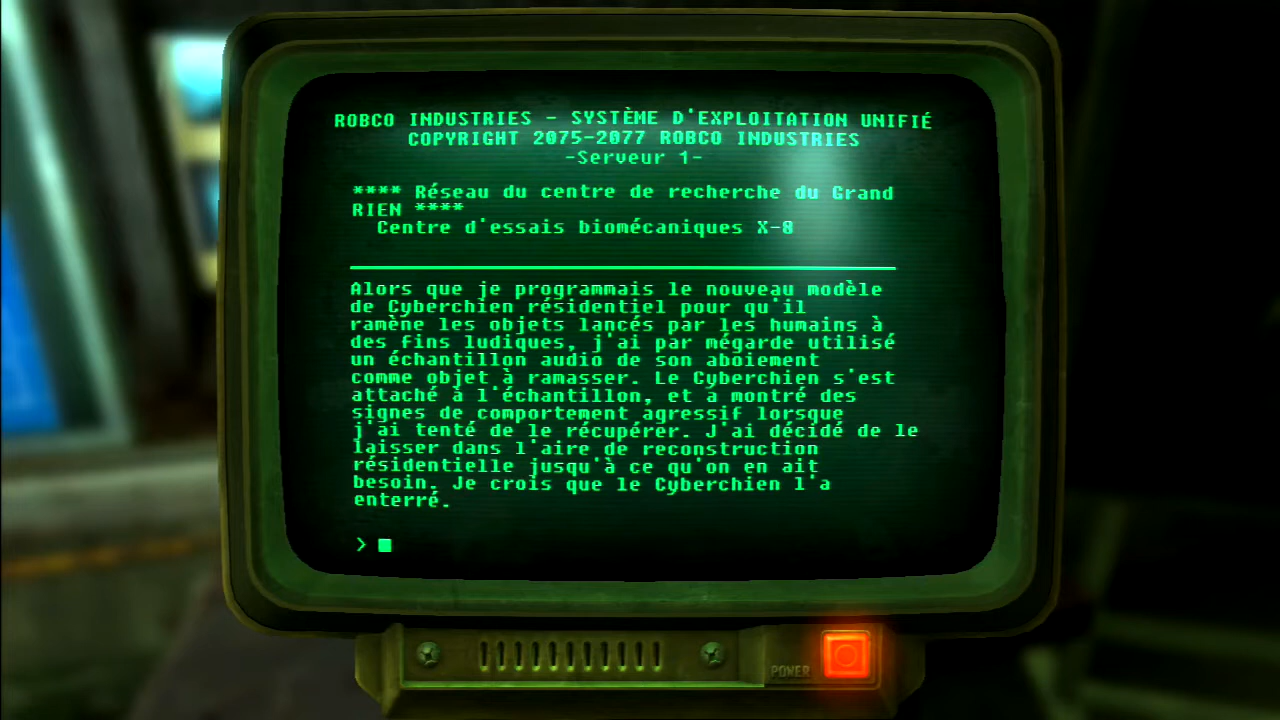 ROBCO INDUSTRIES - SYSTÈME D'EXPLOITATION UNIFIÉ
COPYRIGHT 2075-2077 ROBCO INDUSTRIES
-Serveur 1-
**** Réseau du centre de recherche du Grand
RIEN ****
Centre d'essais biomécaniques X-8
Alors que je programmais le nouveau modèle
de Cyberchien résidentiel pour qu'il
ramène les objets lancés par les humains à
des fins ludiques, j'ai par mégarde utilisé
un échantillon audio de son aboiement
comme objet à ramasser. Le Cyberchien s'est
attaché à l'échantillon, et a montré des
signes de comportement agressif lorsque
j'ai tenté de le récupérer. J'ai décidé de le
laisser dans l'aire de reconstruction
résidentielle jusqu'à ce qu'on en ait
besoin. Je crois que le Cyberchien l'a
enterré.
>
POWER